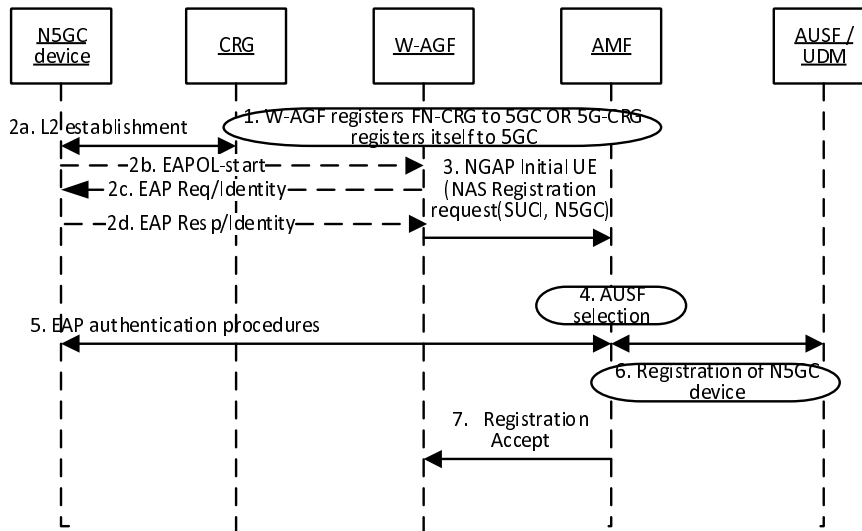 N5GC
device
CRG
W-AGF
AMF
AUSF /
UDM
1. W-AGF registers FN-CRG to 5GC OR 5G-CRG
registers itself to 5GC
2a. L2 establishment
2b. EAPOL-start
2c. EAP Req/Identity
2d. EAP Resp/Identity
3. NGAP Initial UE
(NAS Registration
request(SUCI, N5GC)
4. AUSF
selection
5. EAP authentication procedures
6. Registration of N5GC
device
7. Registration
Accept